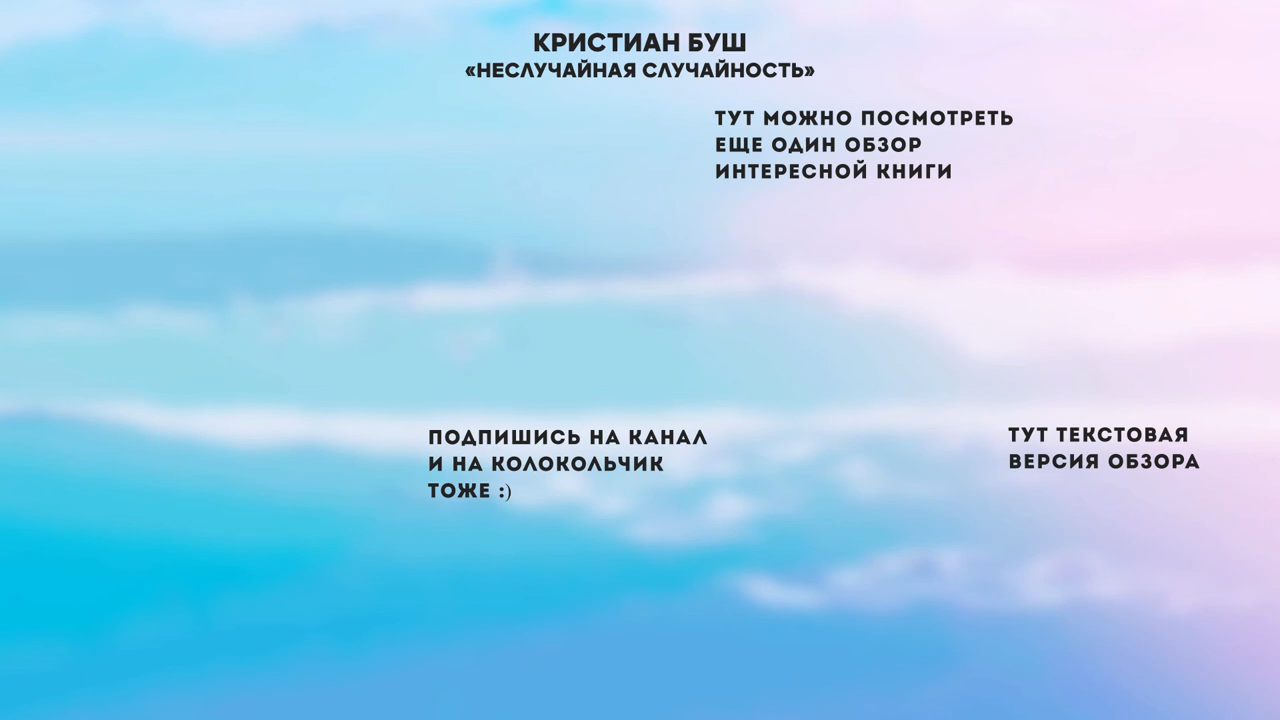 КРИСТИАН БУШ
«НЕСЛУЧАЙНАЯ СЛУЧАЙНОСТЬ»
ТУТ МОЖНО ПОСМОТРЕТЬ
ЕЩЕ ОДИН ОБЗОР
ИНТЕРЕСНОЙ КНИГИ
ПОДПИШИСЬ НА КАНАЛ
И НА КОЛОКОЛЬЧИК
ТОЖЕ :)
ТУТ ТЕКСТОВАЯ
ВЕРСИЯ ОБЗОРА